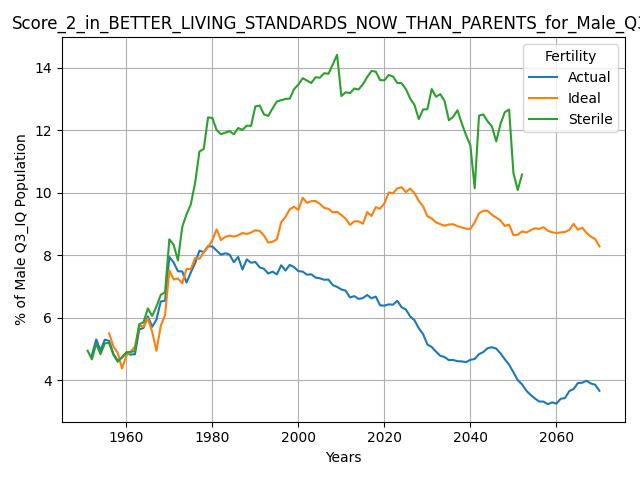 Score_2_in_BETTER_LIVING_STANDARDS_NOW_THAN_PARENTS_for_Male_Q3
Fertility
Actual
Ideal
Sterile
% of Male Q3_IQ Population
14
12
10
8
6
4
1960 1980 2000 2020 2040 2060
Years